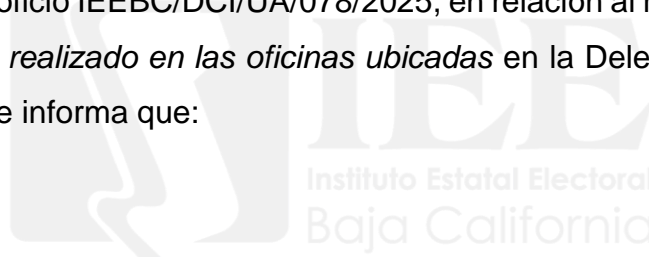 oficio IEEBC/DCI/UA/078/2025, en relación al
realizado en las oficinas ubicadas en la
e informa que:
IEE
Instituto Estatal Electoral
Baja California